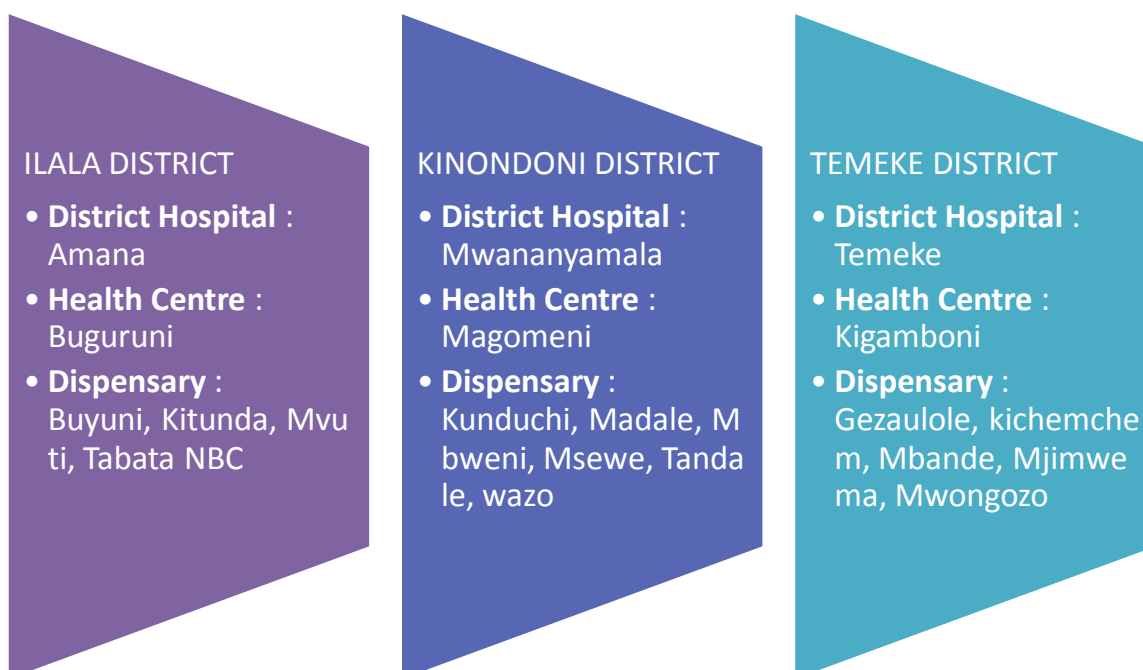 ILALA DISTRICT
• District Hospital :
Amana
• Health Centre :
Buguruni
• Dispensary :
Buyuni, Kitunda, Mvu
ti, Tabata NBC
KINONDONI DISTRICT
• District Hospital :
Mwananyamala
• Health Centre :
Magomeni
• Dispensary :
Kunduchi, Madale, M
bweni, Msewe, Tanda
le, wazo
TEMEKE DISTRICT
• District Hospital :
Temeke
• Health Centre :
Kigamboni
• Dispensary :
Gezaulole, kichemche
m, Mbande, Mjimwe
ma, Mwongozo